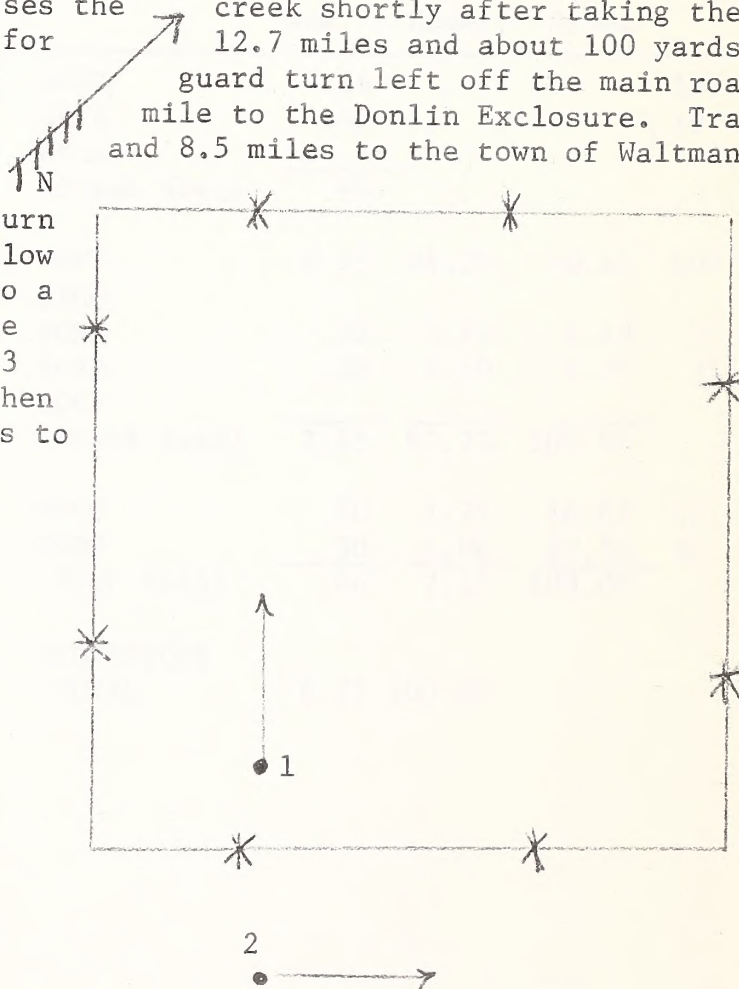 ses the creek shortly after taking the
for 12.7 miles and about 100 yards
guard turn left off the main roa
mile to the Donlin Exclosure. Tra
and 8.5 miles to the town of Waltman
N
urn
low
o a
e
3
hen
s to
1
2